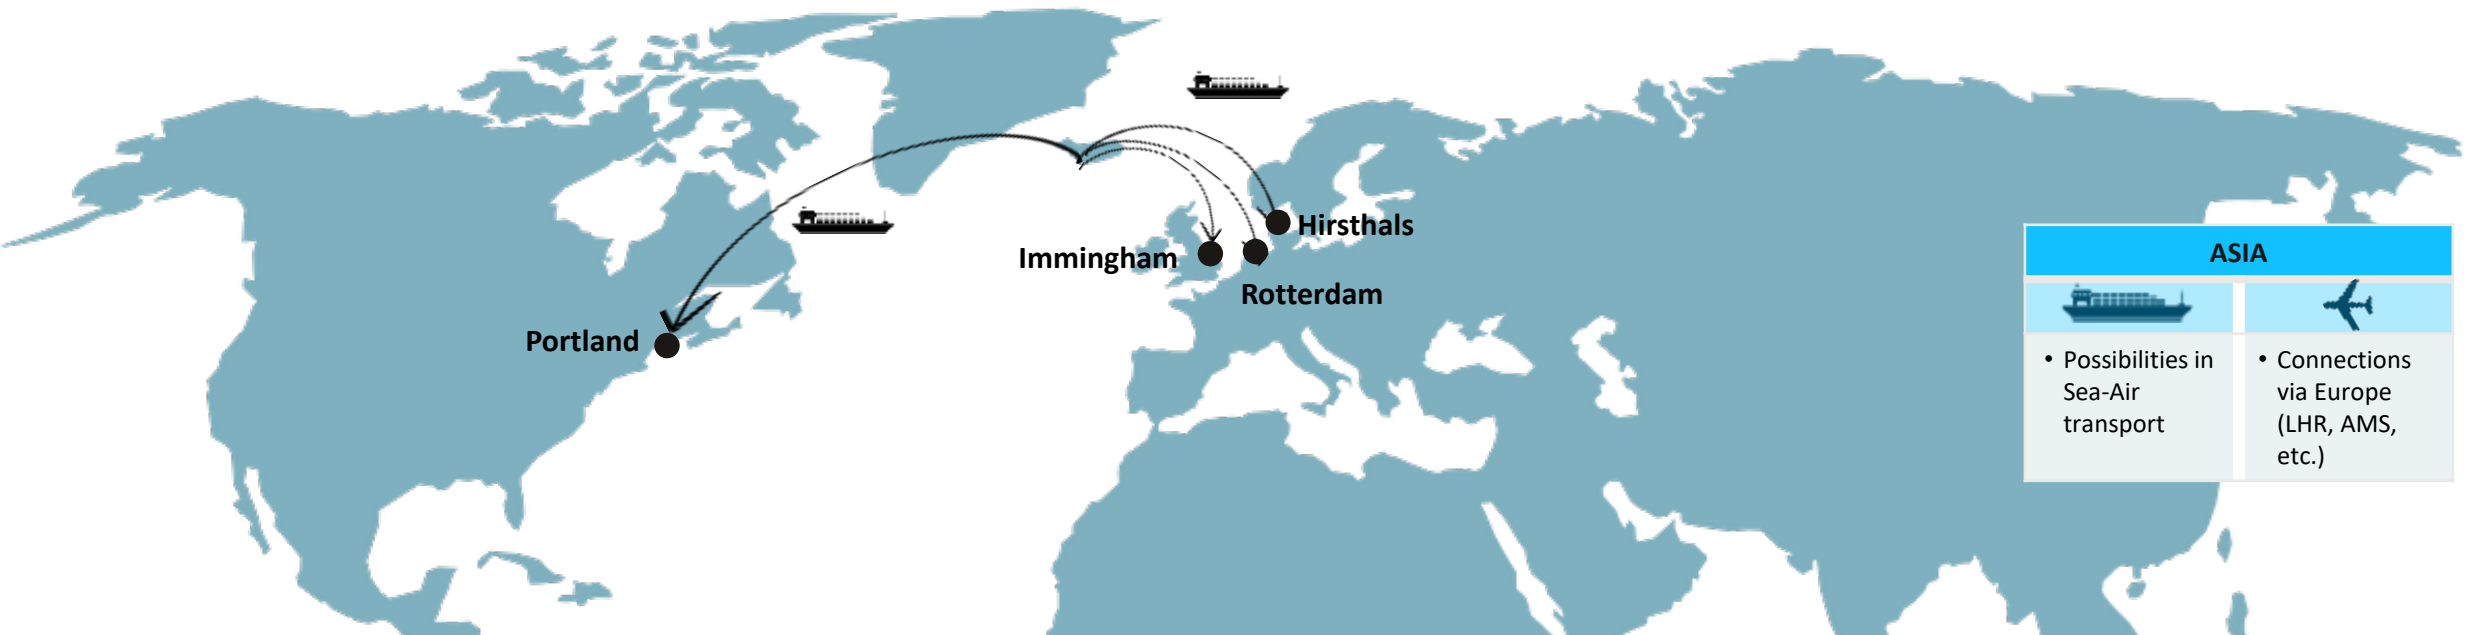 Hirsthals
Immingham
Rotterdam
Portland
ASIA
• Possibilities in
Sea-Air
transport
• Connections
via Europe
(LHR, AMS,
etc.)